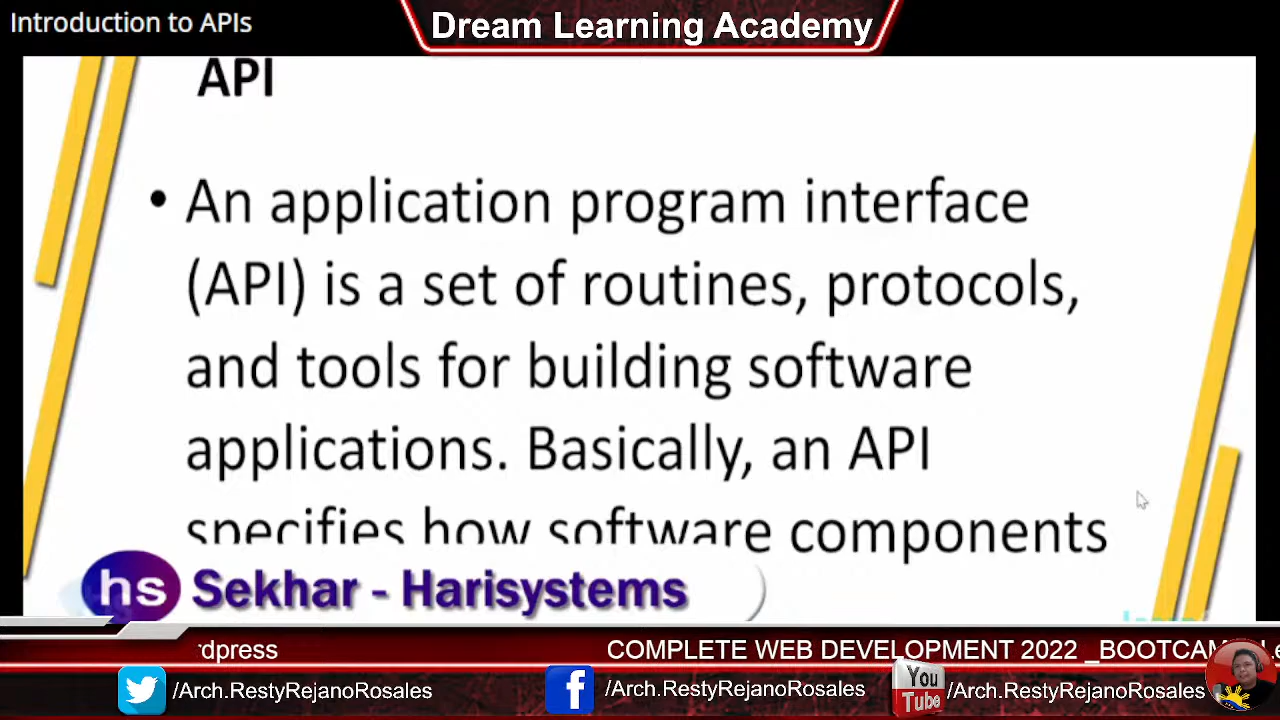 Introduction to APIs
Dream Learning Academy
API
• An application program interface
(API) is a set of routines, protocols,
and tools for building software
applications. Basically, an API
specifies how software components
hs Sekhar - Harisystems
rdpress COMPLETE WEB DEVELOPMENT 2022 _BOOTCAM
/Arch.RestyRejanoRosales /Arch.RestyRejanoRosales You Tube /Arch.RestyRejanoRosales